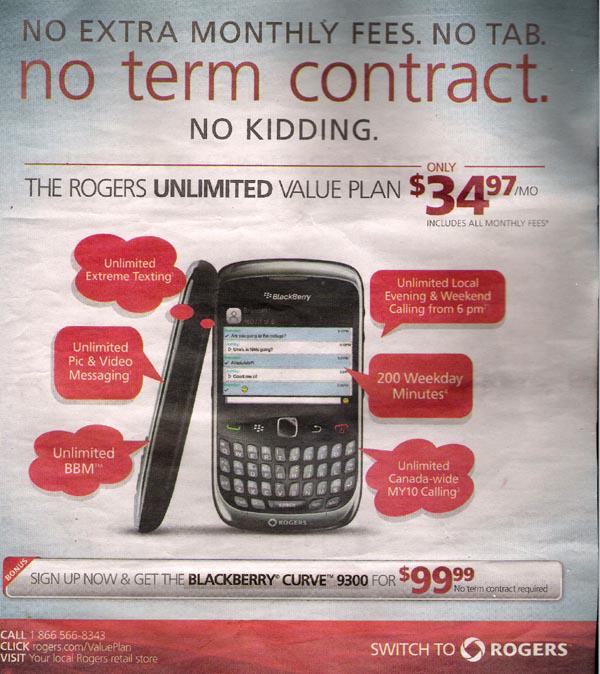 NO EXTRA MONTHLY FEES. NO TAB.
no term contract.
NO KIDDING.
ONLY
THE ROGERS UNLIMITED VALUE PLAN $34.97/MO
INCLUDES ALL MONTHLY FEES
Unlimited
Extreme Texting
Unlimited
Pic & Video
Messaging
Unlimited
BBM™
BlackBerry
ROGERS
Unlimited Local
Evening & Weekend
Calling from 6 pm
200 Weekday
Minutes
Unlimited
Canada-wide
MY10 Calling
BONUS
SIGN UP NOW & GET THE BLACKBERRY® CURVE™ 9300 FOR $99.99
No term contract required
CALL 1 866 566-8343
CLICK rogers.com/ValuePlan
VISIT Your local Rogers retail store
SWITCH TO ROGERS